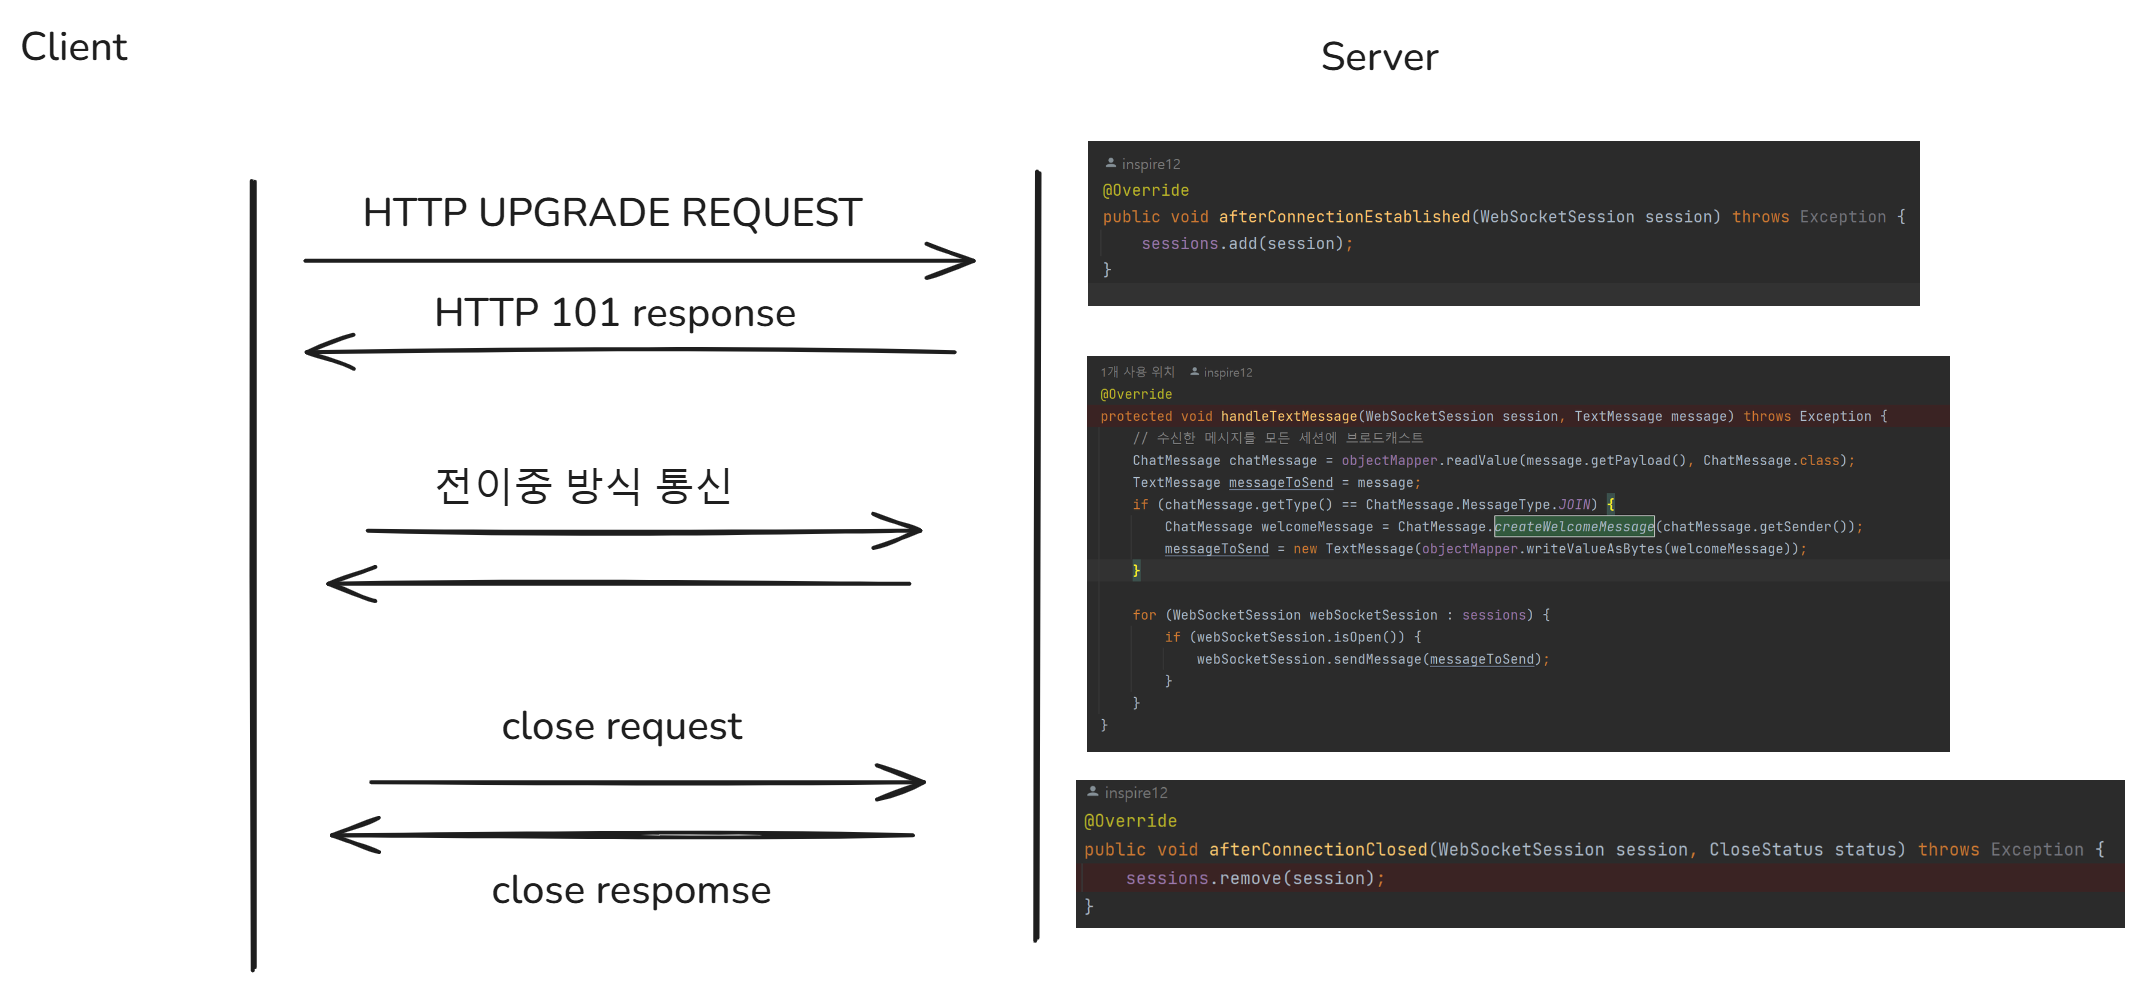 Client
Server
HTTP UPGRADE REQUEST
HTTP 101 response
전이중 방식 통신
close request
close respomse
inspire12
@Override
public void afterConnectionEstablished(WebSocketSession session) throws Exception {
sessions.add(session);
}
1개 사용 위치 inspire12
@Override
protected void handleTextMessage(WebSocketSession session, TextMessage message) throws Exception {
// 수신한 메시지를 모든 세션에 브로드캐스트
ChatMessage chatMessage = objectMapper.readValue(message.getPayload(), ChatMessage.class);
TextMessage messageToSend = message;
if (chatMessage.getType() == ChatMessage.MessageType.JOIN) {
ChatMessage welcomeMessage = ChatMessage.createWelcomeMessage(chatMessage.getSender());
messageToSend = new TextMessage(objectMapper.writeValueAsBytes(welcomeMessage));
}
for (WebSocketSession webSocketSession : sessions) {
if (webSocketSession.isOpen()) {
webSocketSession.sendMessage(messageToSend);
}
}
}
inspire12
@Override
public void afterConnectionClosed(WebSocketSession session, CloseStatus status) throws Exception {
sessions.remove(session);
}